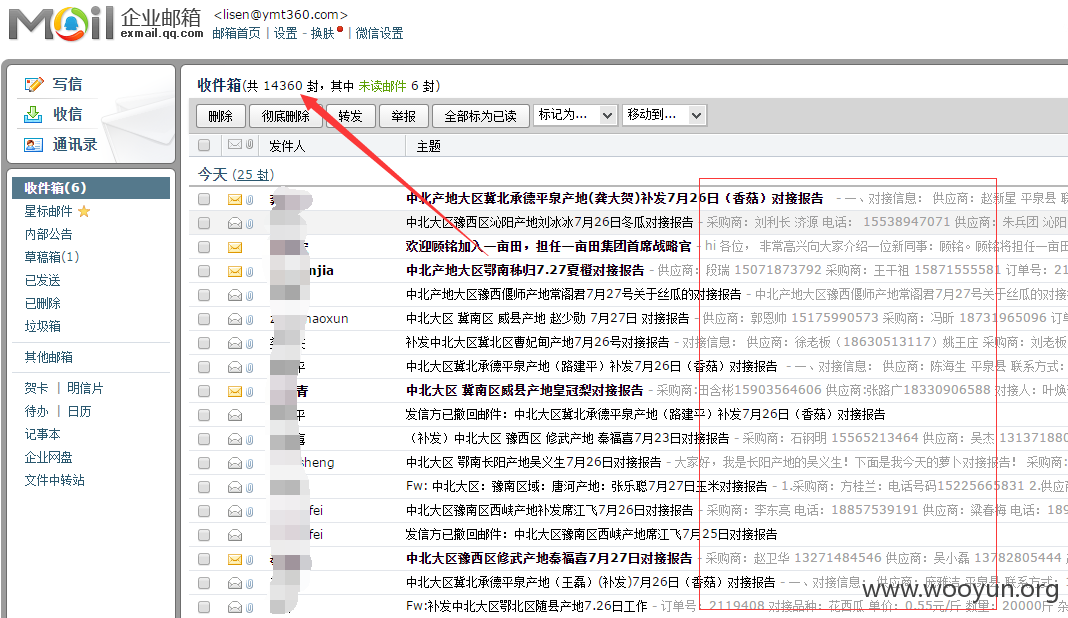 Moil 企业邮箱 exmail.qq.com
<lisen@ymt360.com>
邮箱首页 | 设置 - 换肤 | 微信设置
写信
收信
通讯录
收件箱(6)
星标邮件
内部公告
草稿箱(1)
已发送
已删除
垃圾箱
其他邮箱
贺卡 | 明信片
待办 | 日历
记事本
企业网盘
文件中转站
收件箱(共 14360 封，其中 未读邮件 6 封)
删除 彻底删除 转发 举报 全部标为已读 标记为... 移动到...
发件人 主题
今天 (25 封)
中北产地大区冀北承德平泉产地(龚大贺)补发7月26日（香菇）对接报告 - 一、对接信息： 供应商：赵新星 平泉县 联
中北大区豫西区沁阳产地刘冰冰7月26日冬瓜对接报告 - 采购商：刘利长 济源 电话： 15538947071 供应商：朱兵团 沁阳
欢迎顾铭加入一亩田，担任一亩田集团首席战略官 - hi 各位， 非常高兴向大家介绍一位新同事：顾铭。顾铭将担任一亩田
njia 中北产地大区鄂南秭归7.27夏橙对接报告 - 供应商：段瑞 15071873792 采购商：王干祖 15871555581 订单号：21
中北产地大区豫西偃师产地常阁君7月27号关于丝瓜的对接报告 - 中北产地大区豫西偃师产地常阁君7月27号关于丝瓜的对接
haoxun 中北大区 冀南区 威县产地 赵少勋 7月27日 对接报告 - 供应商：郭恩帅 15175990573 采购商：冯昕 18731965096 订单
补发中北大区冀北区曹妃甸产地7月26号对接报告 - 对接信息： 供应商：徐老板（18630513117）姚王庄 采购商：刘老板
中北大区冀北承德平泉产地（路建平）补发7月26日（香菇）对接报告 - 一、对接信息： 供应商：陈海生 平泉县 联系方式：
青 中北大区 冀南区威县产地皇冠梨对接报告 - 采购商:田含彬15903564606 供应商:张路广18330906588 对接人：叶焕
平 发信方已撤回邮件：中北大区冀北承德平泉产地（路建平）补发7月26日（香菇）对接报告
喜 （补发）中北大区 豫西区 修武产地 秦福喜7月23日对接报告 - 采购商：石钢明 15565213464 供应商：吴杰 131371880
sheng 中北大区 鄂南长阳产地吴义生7月26日对接报告 - 大家好，我是长阳产地的吴义生！下面是我今天的萝卜对接报告！ 采购商：
Fw: 中北大区：豫南区域：唐河产地：张乐聪7月27日玉米对接报告 - 1.采购商：方桂兰：电话号码15225665831 2.供应
fei 中北大区豫南区西峡产地补发席江飞7月26日对接报告 - 采购商：李东亮 电话：18857539191 供应商：梁春梅 电话：189
fei 发信方已撤回邮件：中北大区豫南区西峡产地席江飞7月25日对接报告
中北大区豫西区修武产地秦福喜7月27日对接报告 - 采购商：赵卫华 13271484546 供应商：吴小磊 13782805444
中北大区冀北承德平泉产地（王磊）(补发)7月26日（香菇）对接报告 - 一、对接信息： 供应商： 平泉县 联系方式：
Fw:补发中北大区鄂北区随县产地7.26日工作 - 订单号：2119408 对接品种：花西瓜 单价：0.55元/斤 数量：20000斤 杂
www.wooyun.org